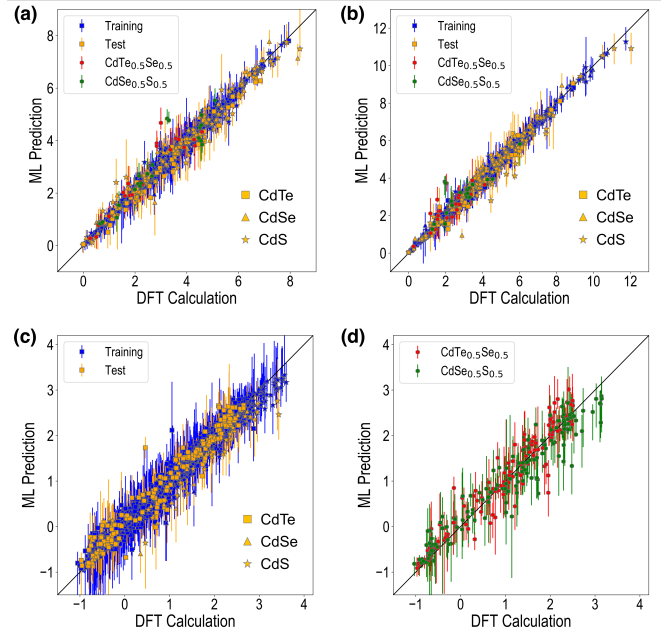 (a)
Training
Test
CdTe0.5Se0.5
CdSe0.5S0.5
CdTe
CdSe
CdS
8
6
4
2
0
ML Prediction
0 2 4 6 8
DFT Calculation
(b)
Training
Test
CdTe0.5Se0.5
CdSe0.5S0.5
CdTe
CdSe
CdS
12
10
8
6
4
2
0
ML Prediction
0 2 4 6 8 10 12
DFT Calculation
(c)
Training
Test
CdTe
CdSe
CdS
4
3
2
1
0
−1
ML Prediction
−1 0 1 2 3 4
DFT Calculation
(d)
CdTe0.5Se0.5
CdSe0.5S0.5
4
3
2
1
0
−1
ML Prediction
−1 0 1 2 3 4
DFT Calculation